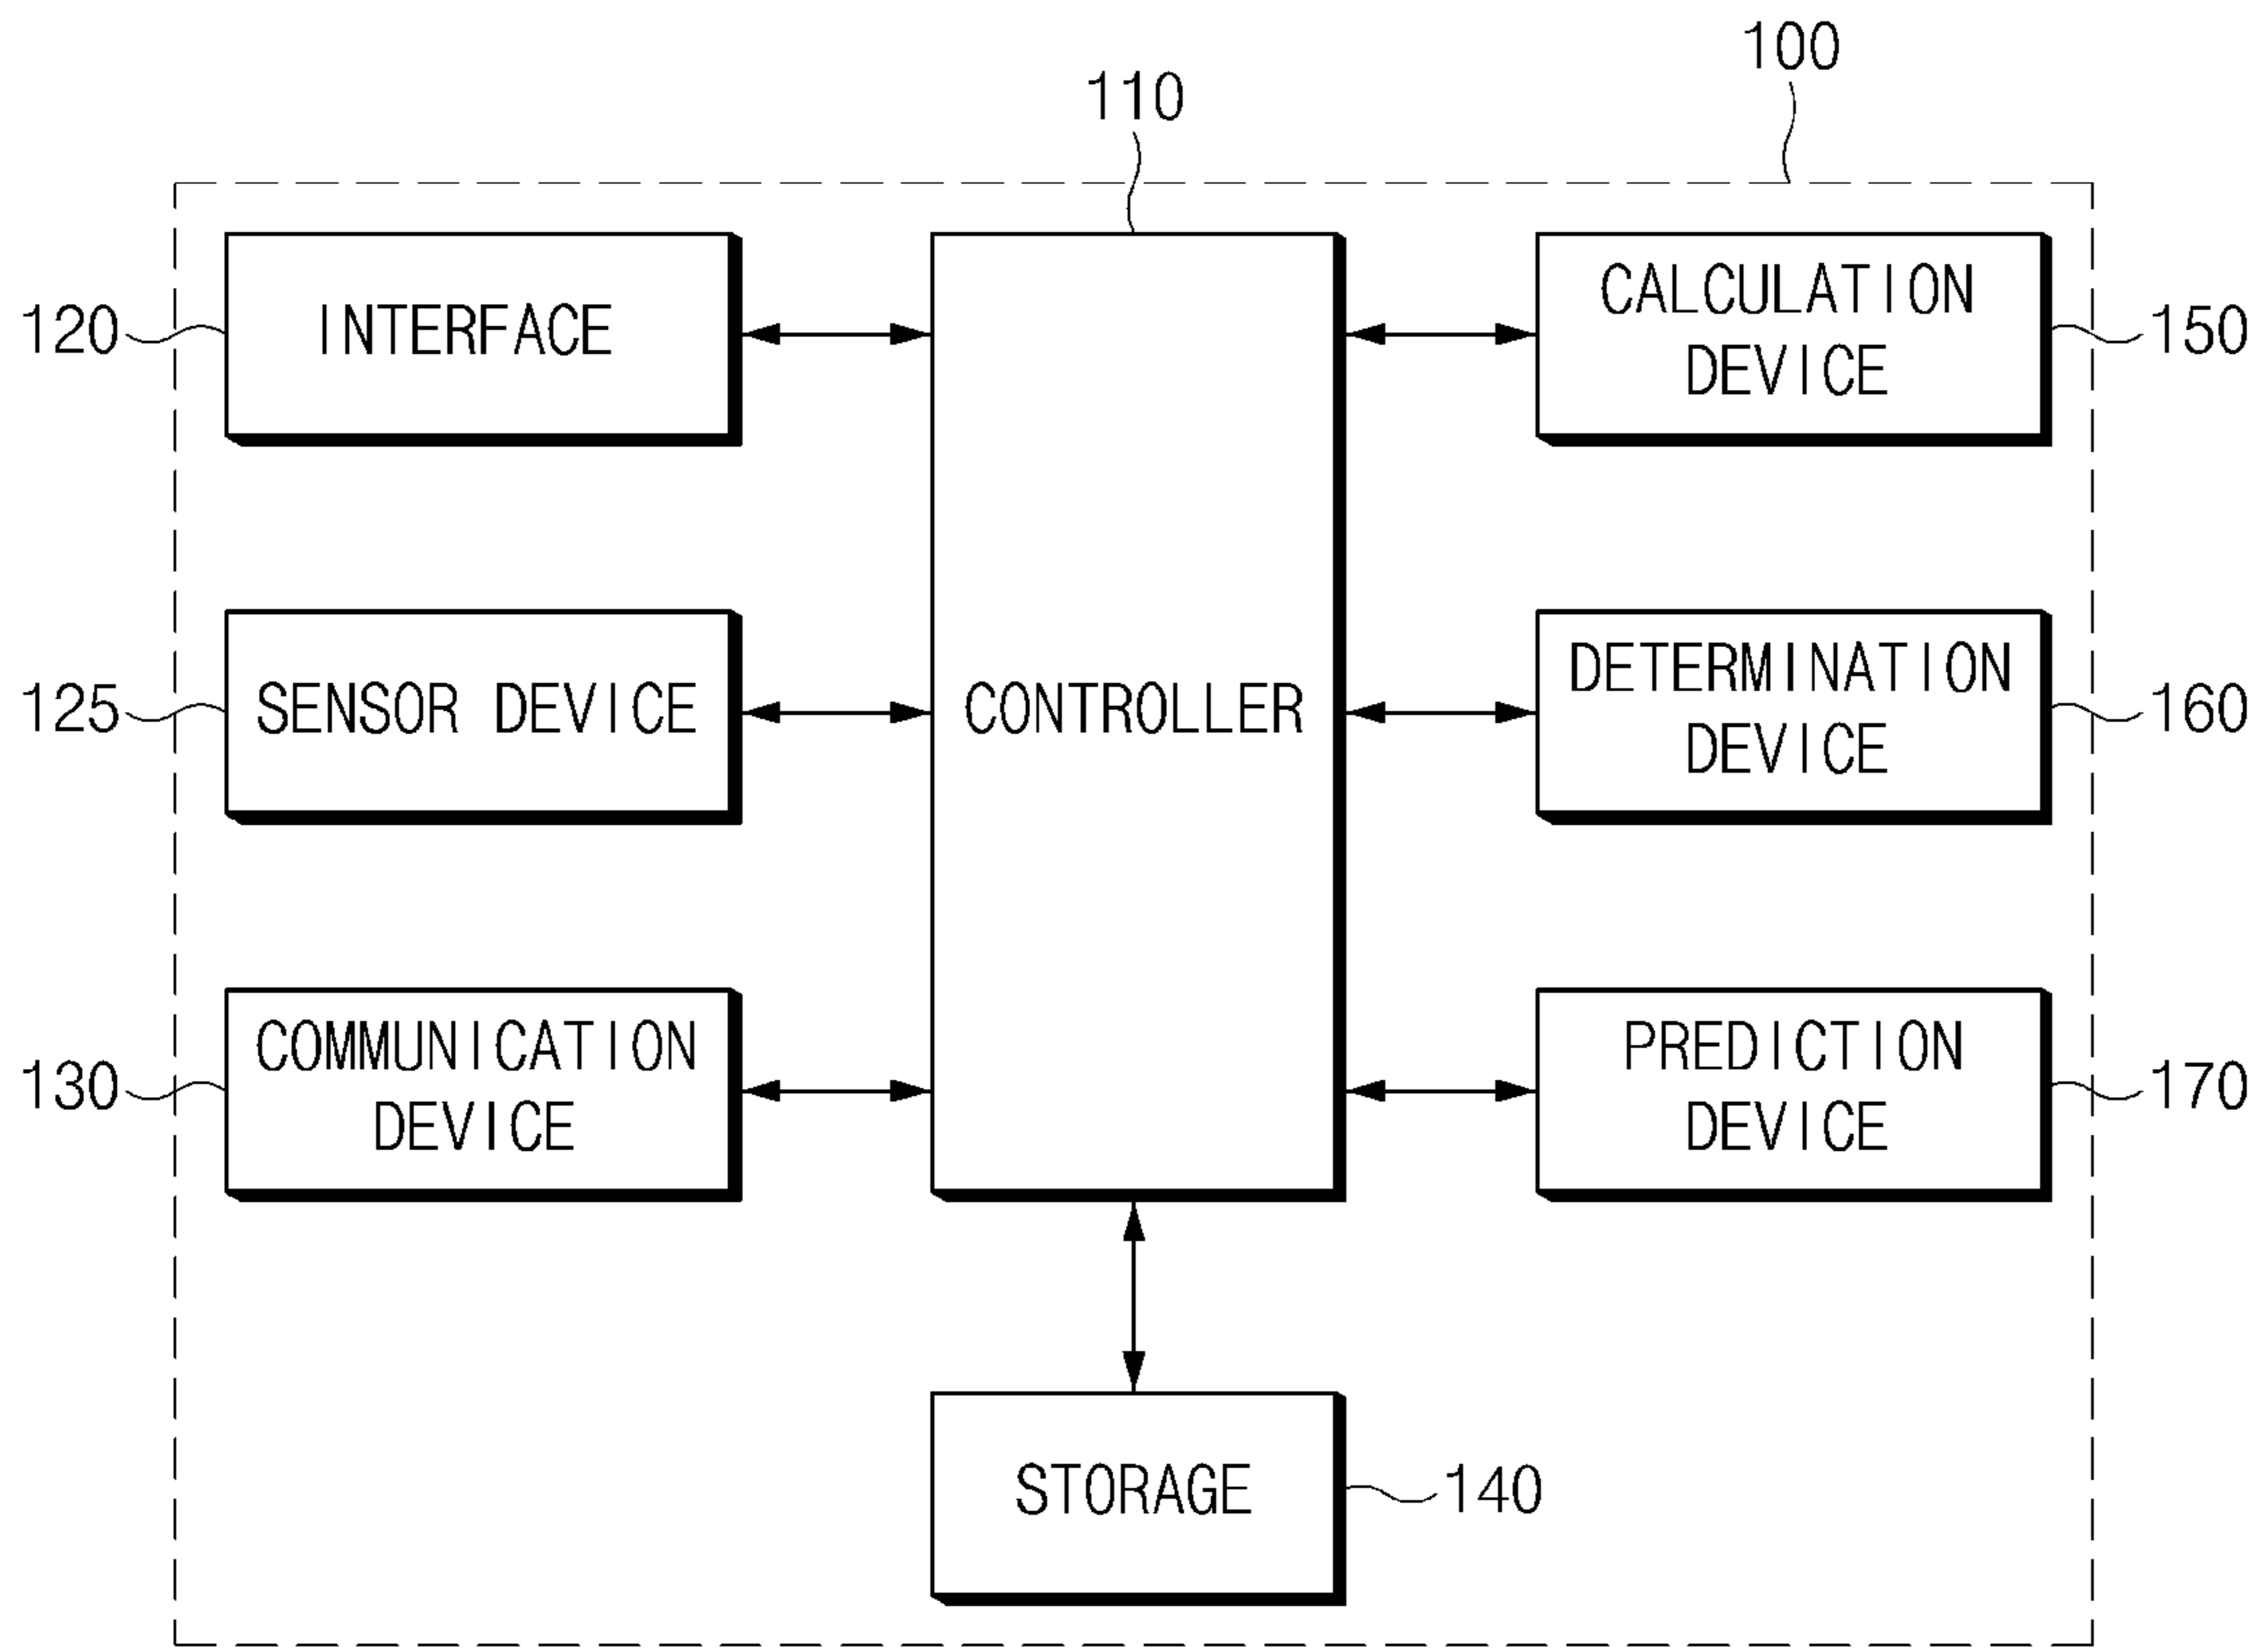 100
110
120
INTERFACE
CALCULATION
DEVICE
150
125
SENSOR DEVICE
CONTROLLER
DETERMINATION
DEVICE
160
130
COMMUNICATION
DEVICE
PREDICTION
DEVICE
170
STORAGE
140